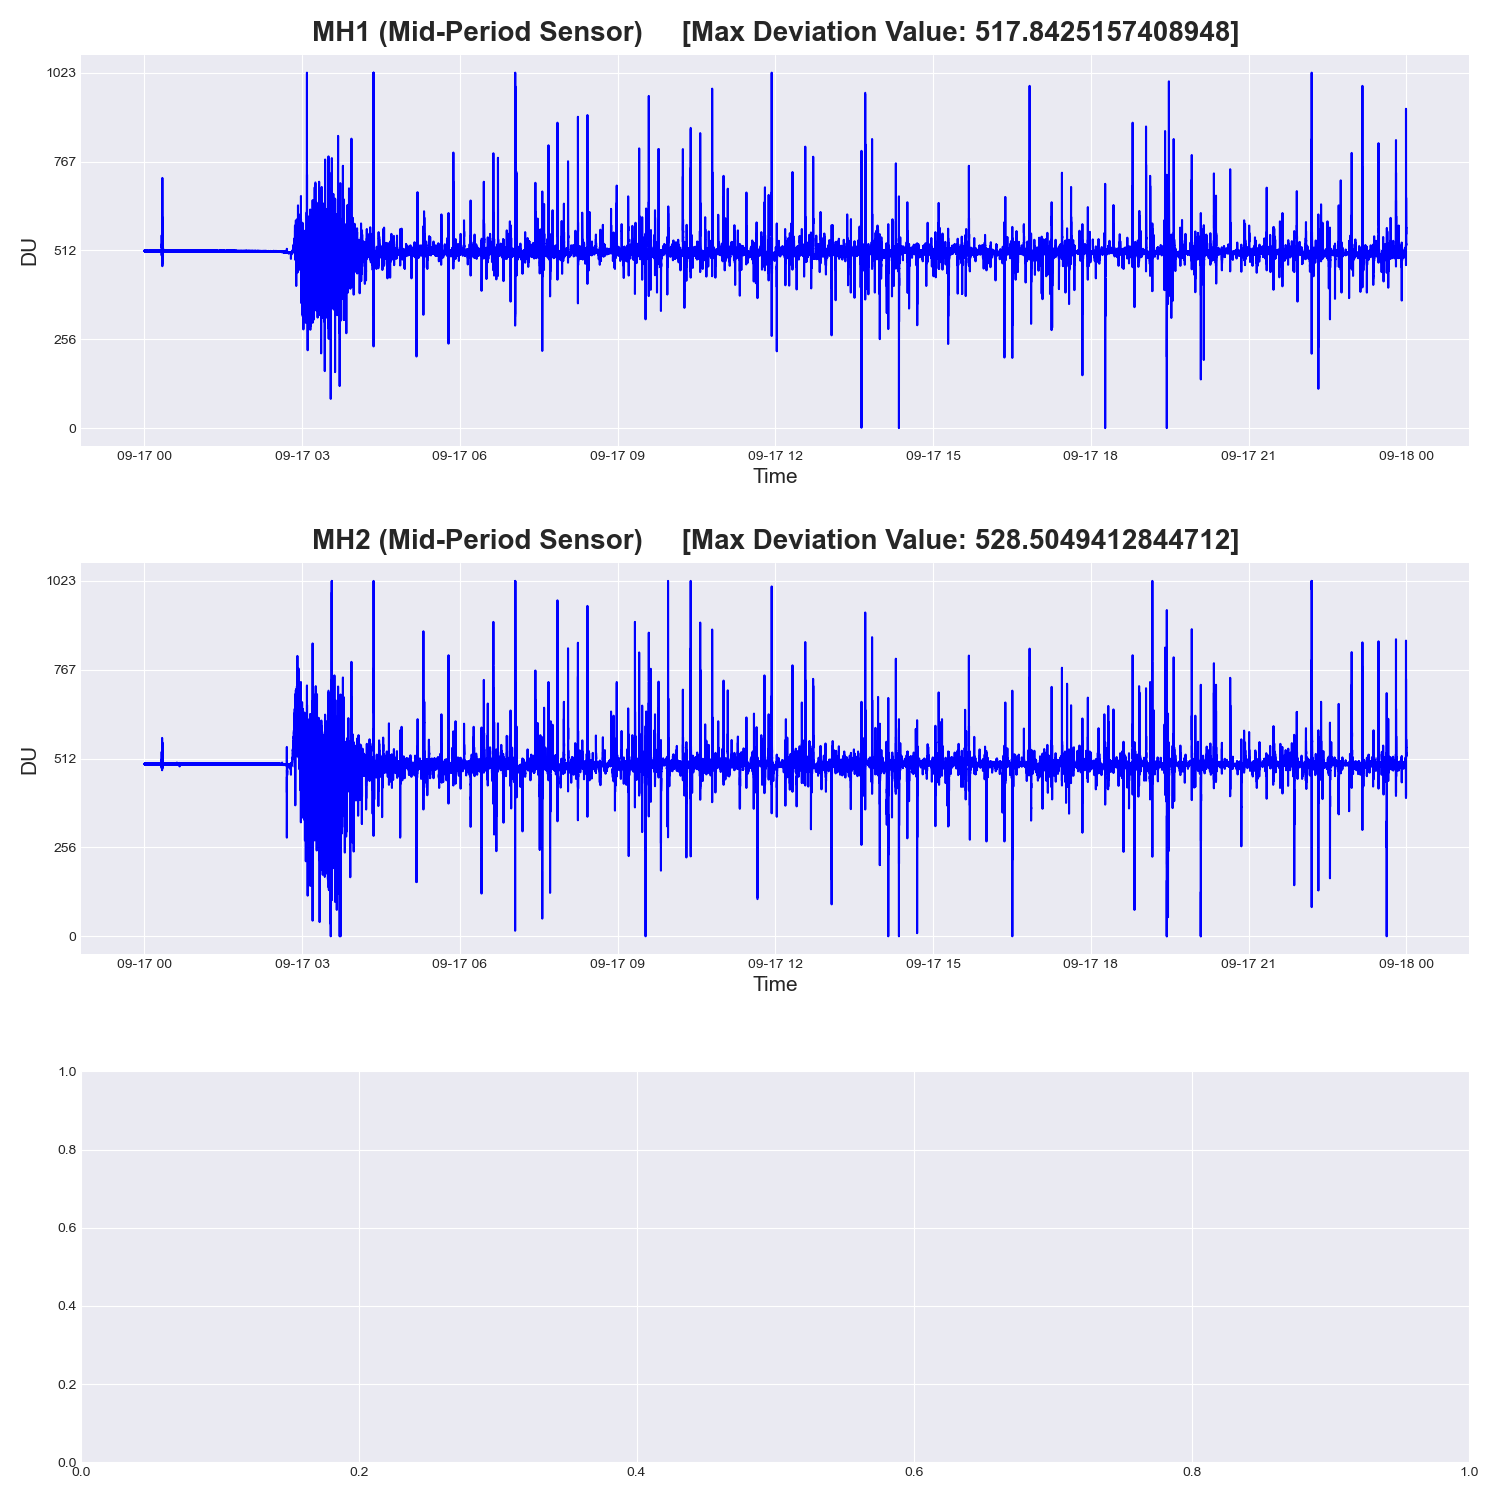 MH1 (Mid-Period Sensor) [Max Deviation Value: 517.8425157408948]
1023
767
512
256
0
DU
09-17 00 09-17 03 09-17 06 09-17 09 09-17 12 09-17 15 09-17 18 09-17 21 09-18 00
Time
MH2 (Mid-Period Sensor) [Max Deviation Value: 528.5049412844712]
1023
767
512
256
0
DU
09-17 00 09-17 03 09-17 06 09-17 09 09-17 12 09-17 15 09-17 18 09-17 21 09-18 00
Time
1.0
0.8
0.6
0.4
0.2
0.0
0.0 0.2 0.4 0.6 0.8 1.0